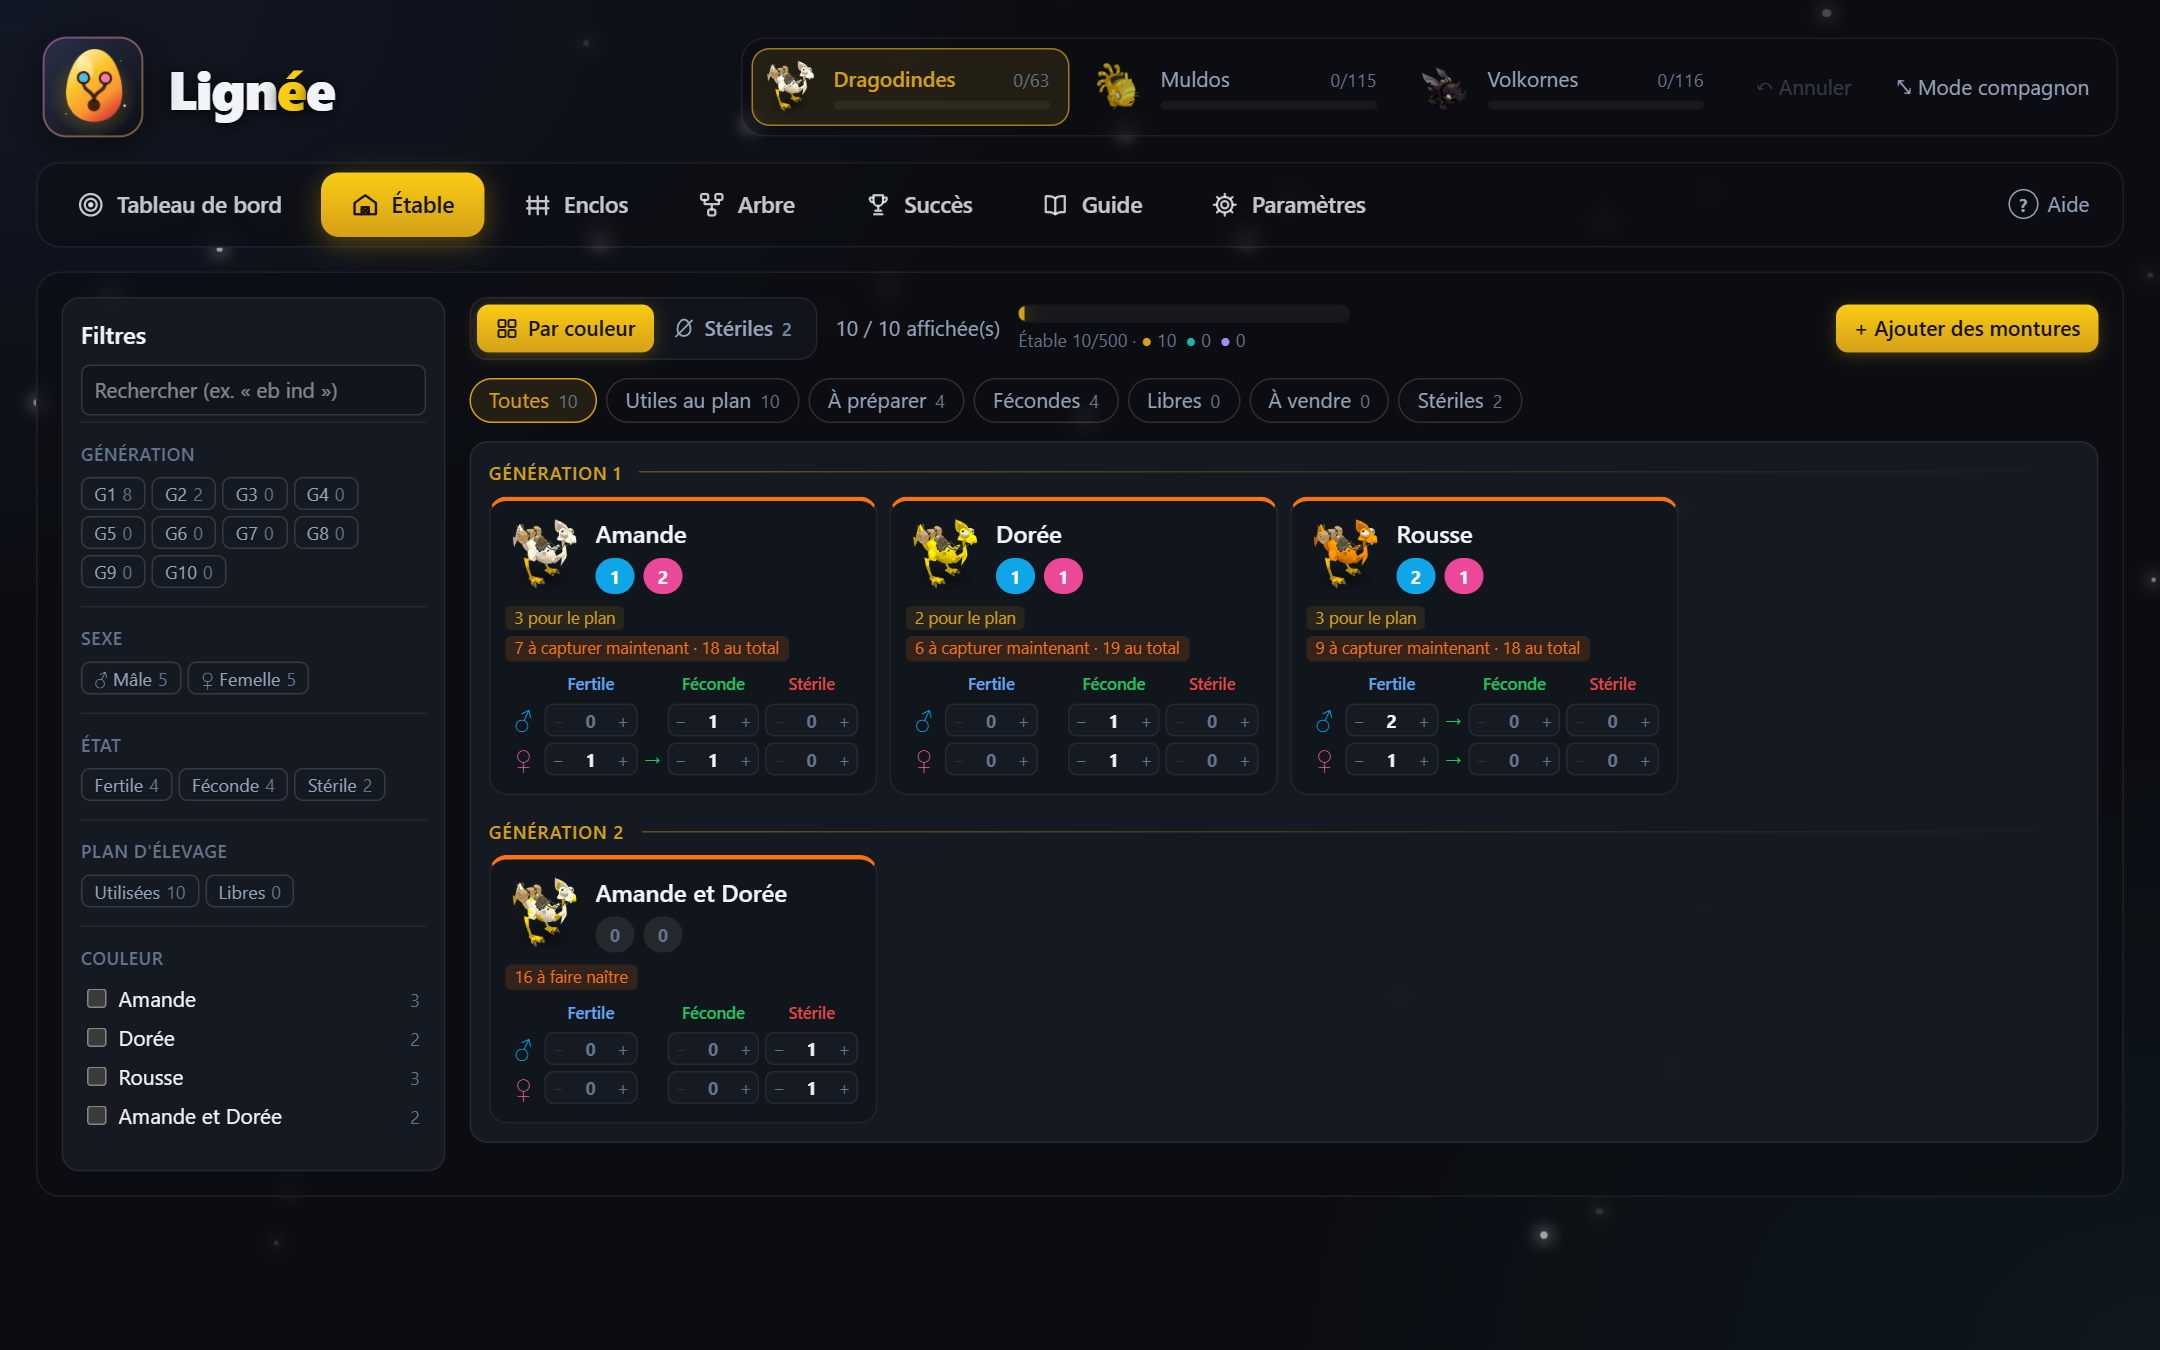 Lignée
Dragodindes 0/63
Muldos 0/115
Volkornes 0/116
Annuler
Mode compagnon
Tableau de bord
Étable
Enclos
Arbre
Succès
Guide
Paramètres
? Aide
Filtres
Rechercher (ex. « eb ind »)
GÉNÉRATION
G1 8 G2 2 G3 0 G4 0
G5 0 G6 0 G7 0 G8 0
G9 0 G10 0
SEXE
♂ Mâle 5 ♀ Femelle 5
ÉTAT
Fertile 4 Féconde 4 Stérile 2
PLAN D'ÉLEVAGE
Utilisées 10 Libres 0
COULEUR
Amande 3
Dorée 2
Rousse 3
Amande et Dorée 2
Par couleur
Stériles 2
10 / 10 affichée(s)
Étable 10/500 · 10 0 0
+ Ajouter des montures
Toutes 10 Utiles au plan 10 À préparer 4 Fécondes 4 Libres 0 À vendre 0 Stériles 2
GÉNÉRATION 1
Amande
1 2
3 pour le plan
7 à capturer maintenant · 18 au total
Fertile Féconde Stérile
♂ − 0 + − 1 + − 0 +
♀ − 1 + → − 1 + − 0 +
Dorée
1 1
2 pour le plan
6 à capturer maintenant · 19 au total
Fertile Féconde Stérile
♂ − 0 + − 1 + − 0 +
♀ − 0 + − 1 + − 0 +
Rousse
2 1
3 pour le plan
9 à capturer maintenant · 18 au total
Fertile Féconde Stérile
♂ − 2 + → − 0 + − 0 +
♀ − 1 + → − 0 + − 0 +
GÉNÉRATION 2
Amande et Dorée
0 0
16 à faire naître
Fertile Féconde Stérile
♂ − 0 + − 0 + − 1 +
♀ − 0 + − 0 + − 1 +